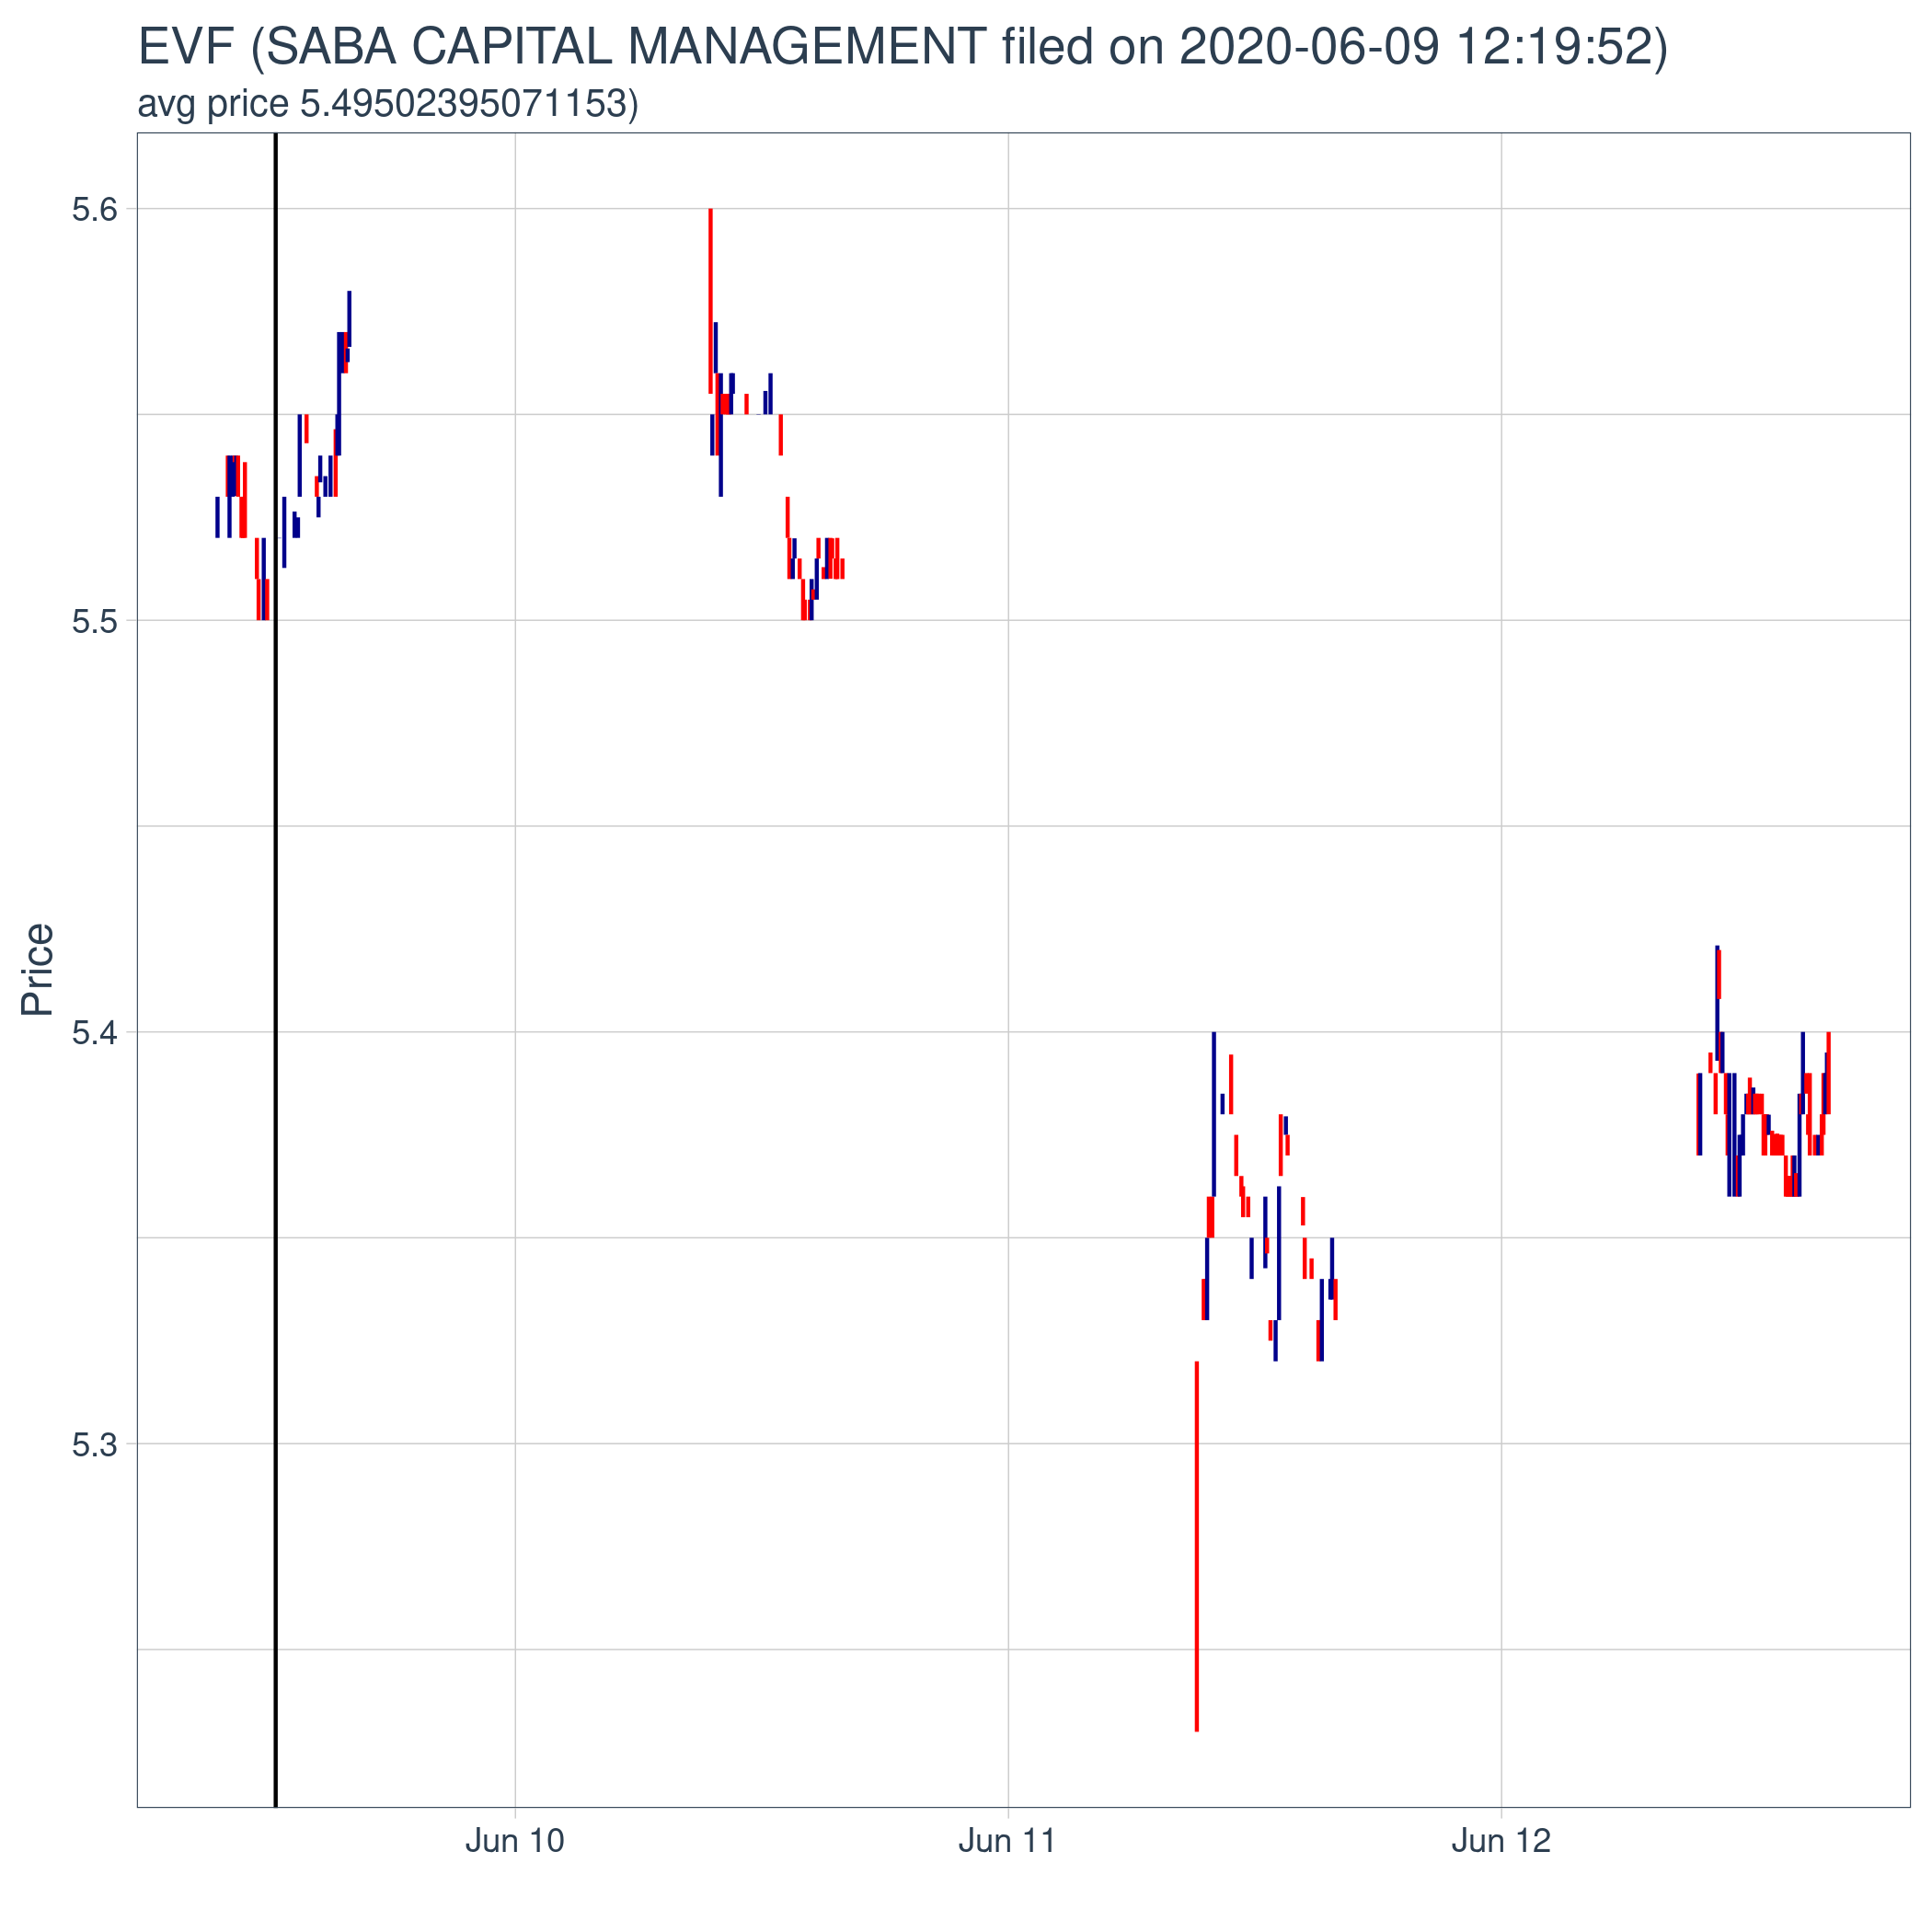 EVF (SABA CAPITAL MANAGEMENT filed on 2020-06-09 12:19:52)
avg price 5.49502395071153)
5.6
5.5
5.4
5.3
Price
Jun 10
Jun 11
Jun 12